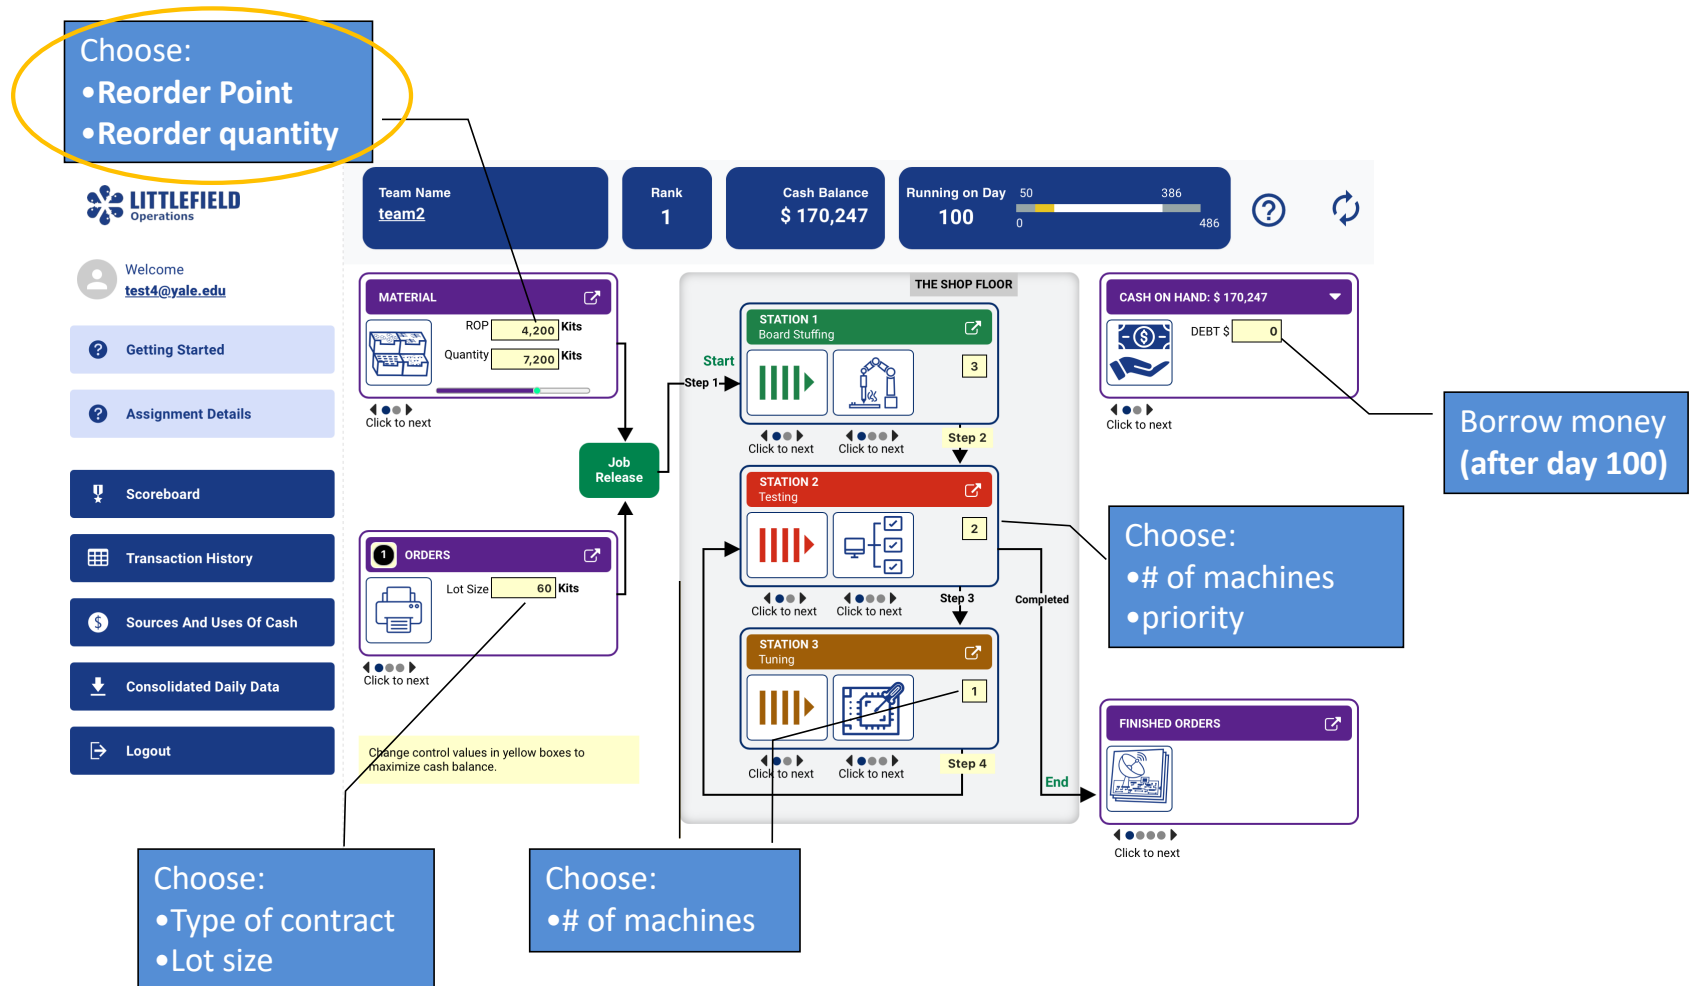 Choose:
•Reorder Point
•Reorder quantity
LITTLEFIELD
Operations
Team Name
team2
Rank
1
Cash Balance
$ 170,247
Running on Day
100
50
386
0
486
Welcome
test4@yale.edu
Getting Started
Assignment Details
Scoreboard
Transaction History
Sources And Uses Of Cash
Consolidated Daily Data
Logout
MATERIAL
ROP 4,200 Kits
Quantity 7,200 Kits
Click to next
Job
Release
1 ORDERS
Lot Size 60 Kits
Click to next
Change control values in yellow boxes to
maximize cash balance.
THE SHOP FLOOR
Start
Step 1
STATION 1
Board Stuffing
3
Click to next
Click to next
Step 2
STATION 2
Testing
2
Click to next
Click to next
Step 3
Completed
STATION 3
Tuning
1
Click to next
Click to next
Step 4
End
CASH ON HAND: $ 170,247
DEBT $ 0
Click to next
Borrow money
(after day 100)
Choose:
•# of machines
•priority
FINISHED ORDERS
Click to next
Choose:
•Type of contract
•Lot size
Choose:
•# of machines